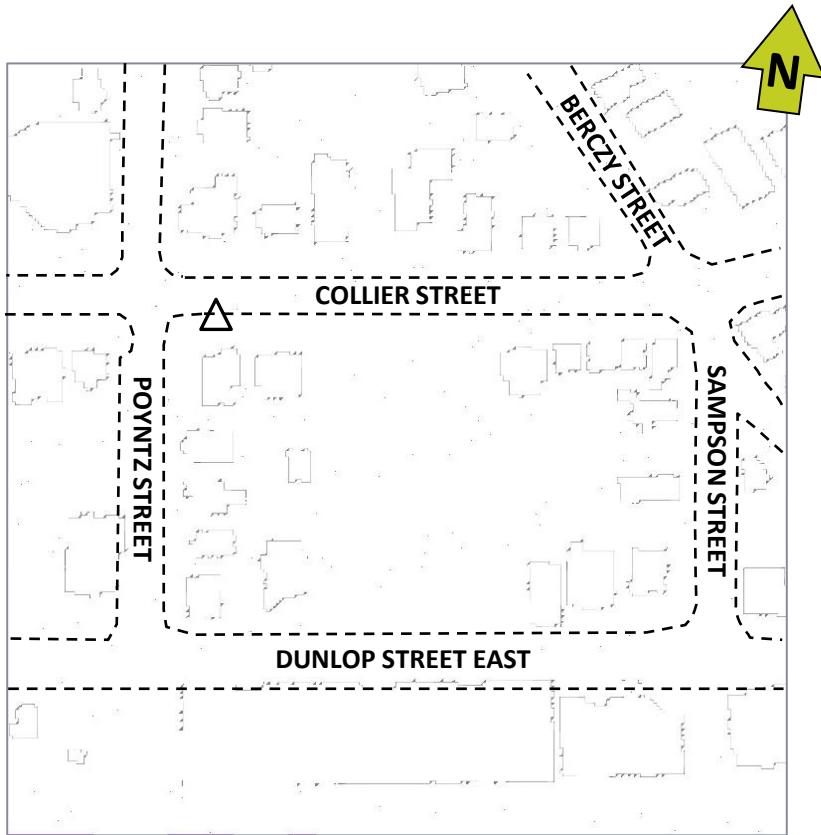 N
BERCZY STREET
COLLIER STREET
POYNTZ STREET
SAMPSON STREET
DUNLOP STREET EAST